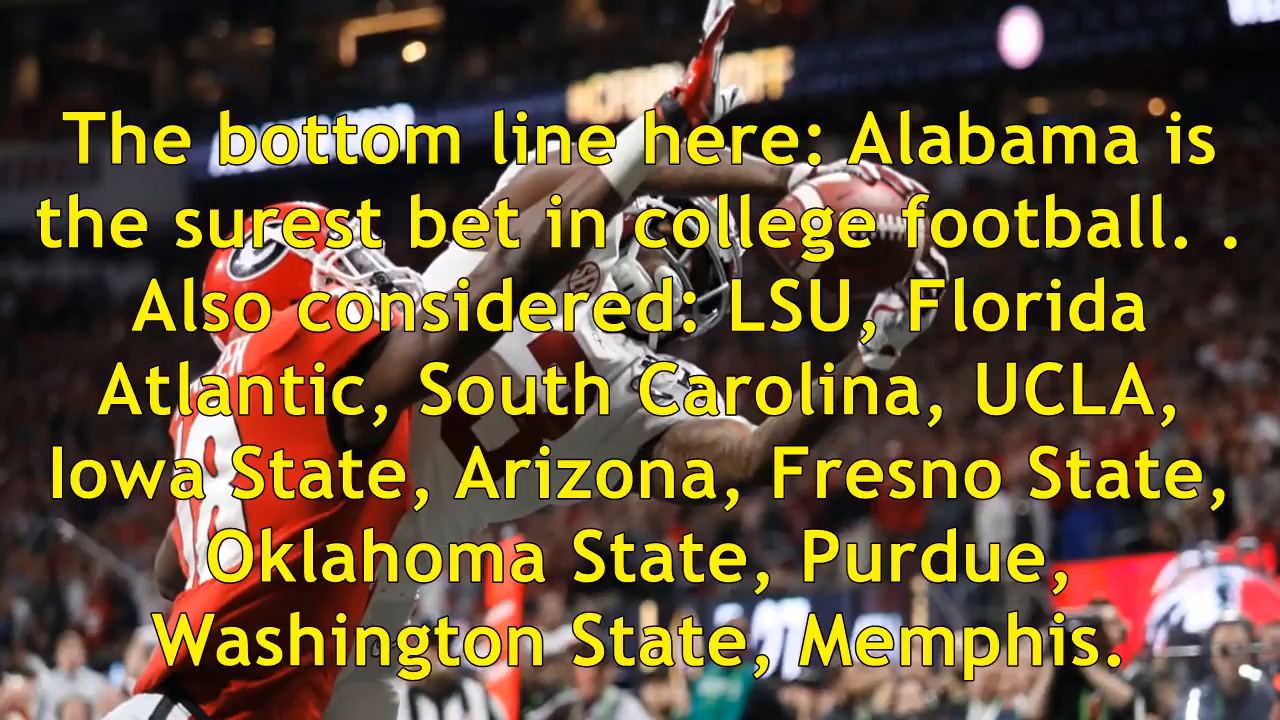 The bottom line here: Alabama is
the surest bet in college football. .
Also considered: LSU, Florida
Atlantic, South Carolina, UCLA,
Iowa State, Arizona, Fresno State,
Oklahoma State, Purdue,
Washington State, Memphis.
18